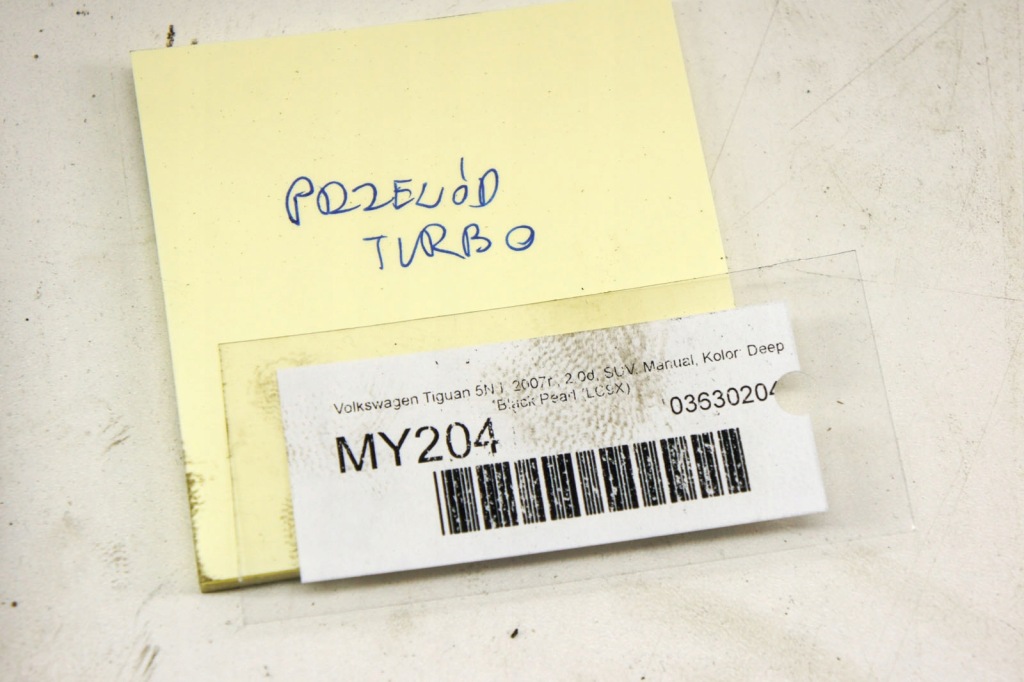 PRZEWÓD
TURBO
Volkswagen Tiguan 5N1, 2007r., 2.0d, SUV, Manual, Kolor: Deep
Black Pearl (LC9X)
MY204
03630204